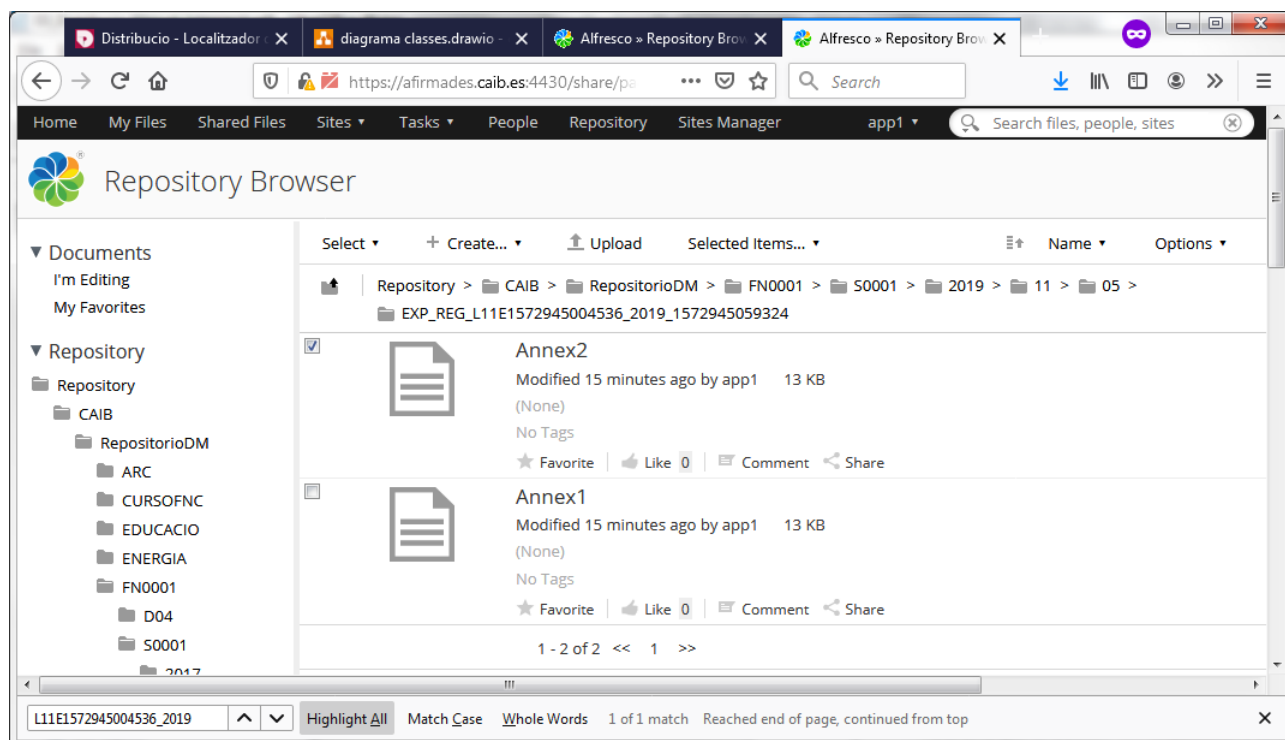 Distribucio - Localitzador
diagrama classes.drawio -
Alfresco » Repository Brow
Alfresco » Repository Brow
https://afirmades.caib.es:4430/share/pa
Search
Home My Files Shared Files Sites Tasks People Repository Sites Manager app1 Search files, people, sites
Repository Browser
Documents
I'm Editing
My Favorites
Repository
Repository
CAIB
RepositorioDM
ARC
CURSOFNC
EDUCACIO
ENERGIA
FN0001
D04
S0001
2017
Select + Create... Upload Selected Items... Name Options
Repository > CAIB > RepositorioDM > FN0001 > S0001 > 2019 > 11 > 05 >
EXP_REG_L11E1572945004536_2019_1572945059324
Annex2
Modified 15 minutes ago by app1 13 KB
(None)
No Tags
Favorite Like 0 Comment Share
Annex1
Modified 15 minutes ago by app1 13 KB
(None)
No Tags
Favorite Like 0 Comment Share
1 - 2 of 2 << 1 >>
L11E1572945004536_2019 Highlight All Match Case Whole Words 1 of 1 match Reached end of page, continued from top